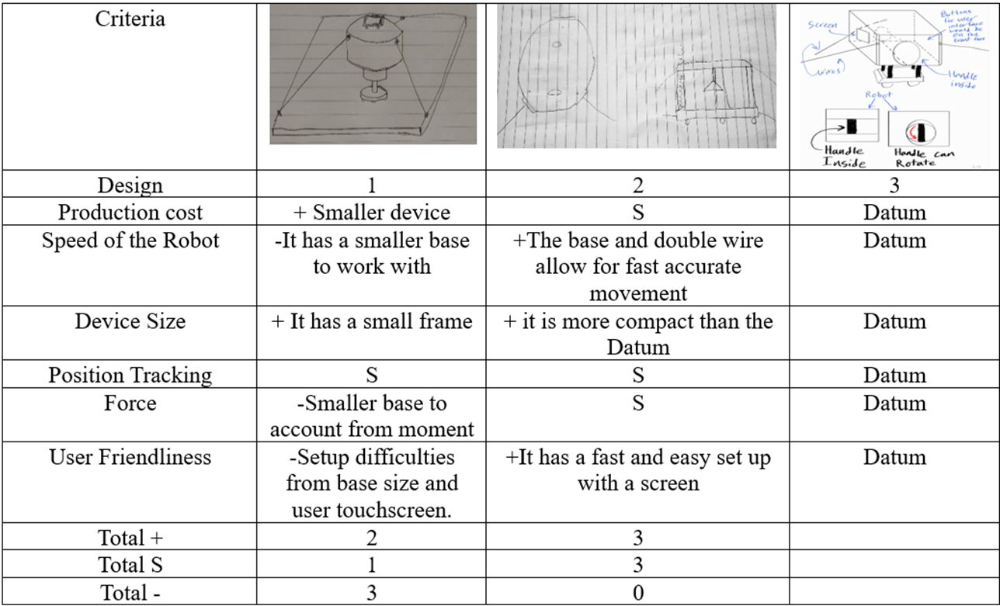 Criteria
Screen
wires
Buttons
for user
interface
would be
on the
front face
Handle
inside
Robot
Handle
Inside
Handle can
Rotate
Design 1 2 3
Production cost + Smaller device S Datum
Speed of the Robot
-It has a smaller base
to work with
+The base and double wire
allow for fast accurate
movement
Datum
Device Size
+ It has a small frame
+ it is more compact than the
Datum
Datum
Position Tracking S S Datum
Force
-Smaller base to
account from moment
S
Datum
User Friendliness
-Setup difficulties
from base size and
user touchscreen.
+It has a fast and easy set up
with a screen
Datum
Total + 2 3
Total S 1 3
Total - 3 0